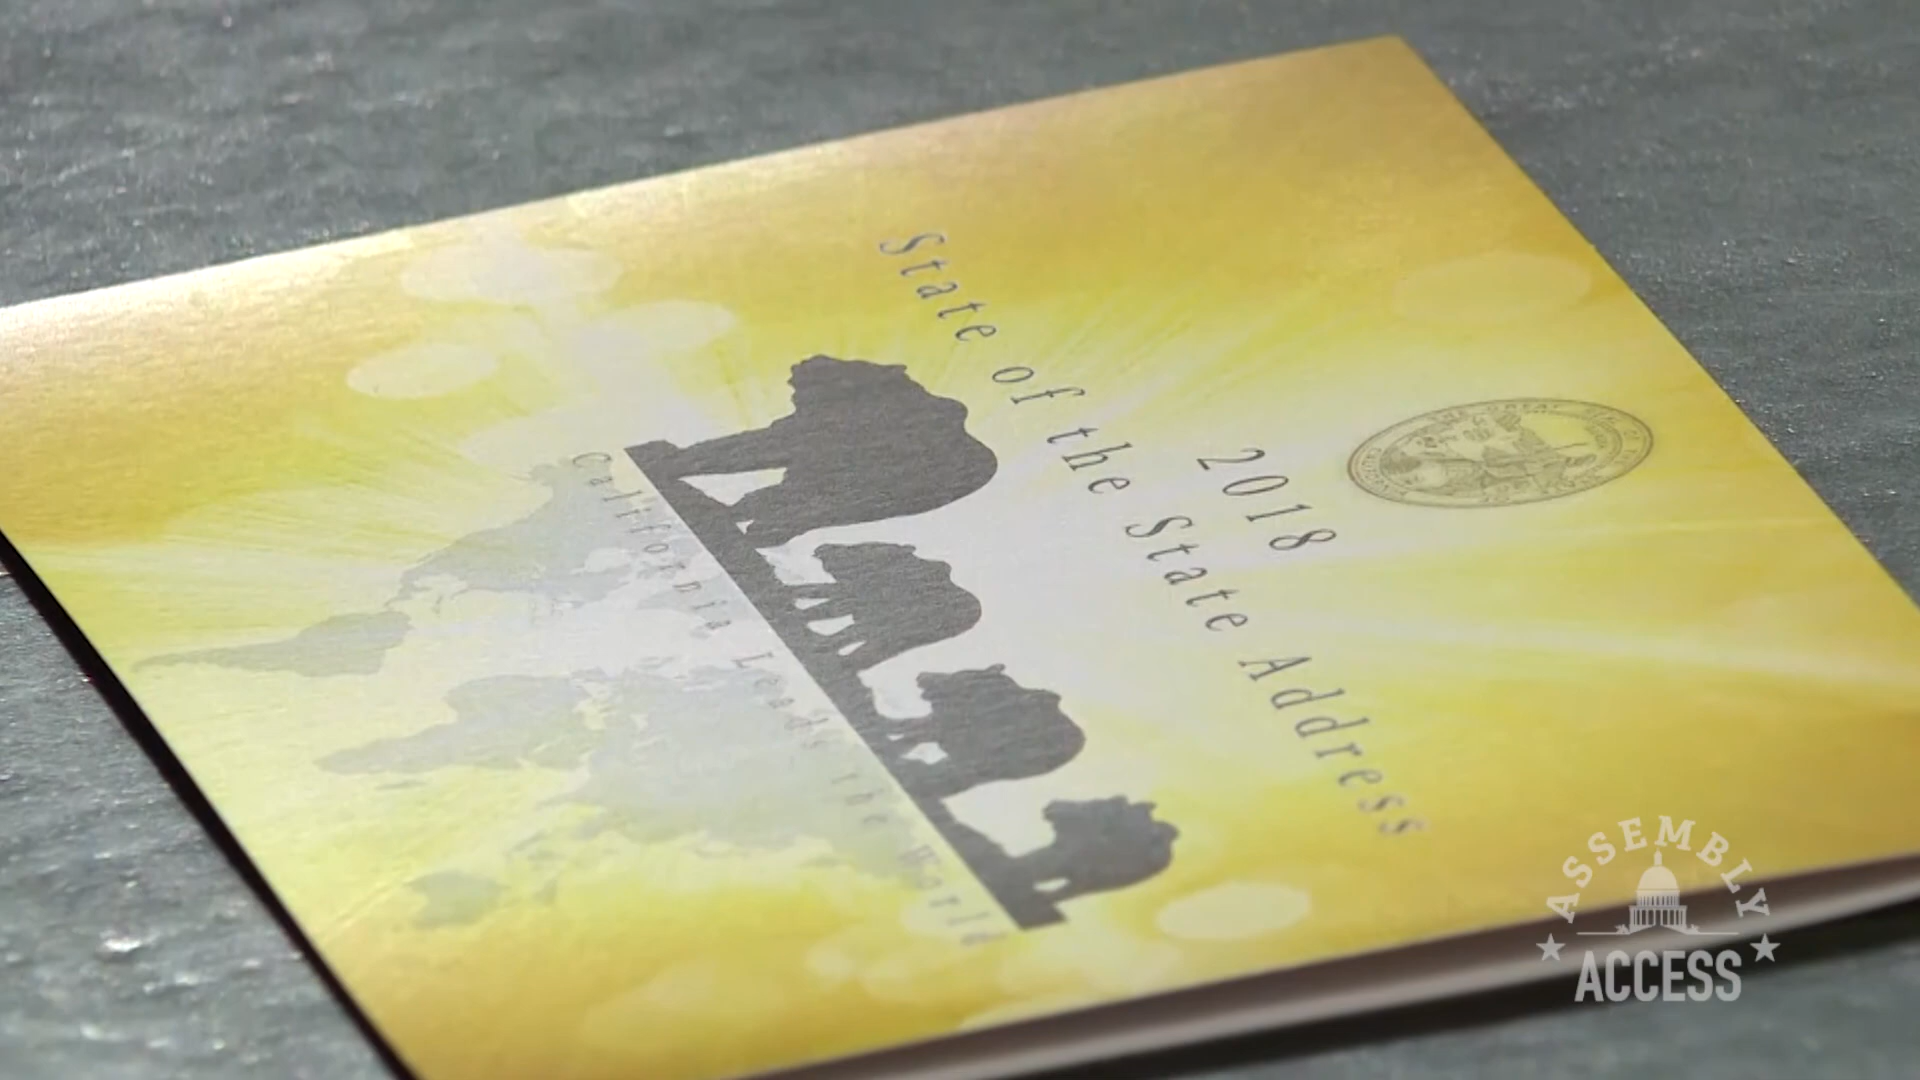 2018
State of the State Address
California Leads the World
ASSEMBLY
ACCESS